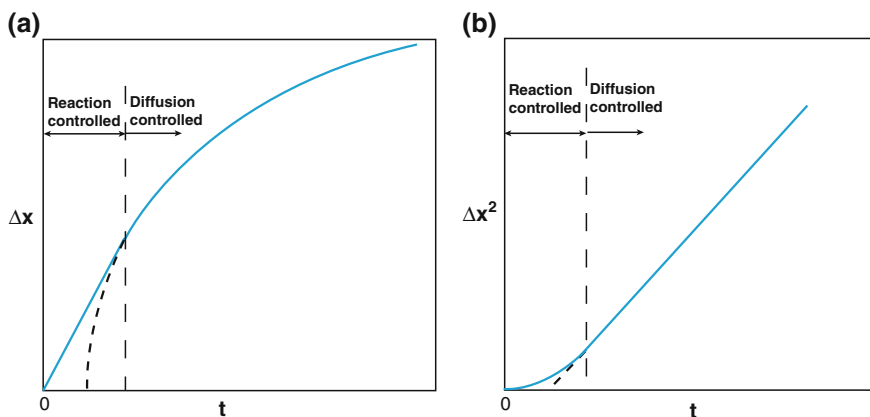 (a)
Reaction
controlled
Diffusion
controlled
Δx
0
t
(b)
Reaction
controlled
Diffusion
controlled
Δx²
0
t